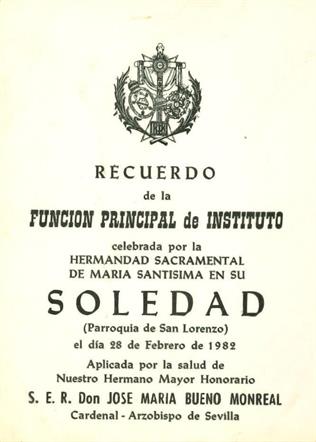 RECUERDO
de la
FUNCION PRINCIPAL de INSTITUTO
celebrada por la
HERMANDAD SACRAMENTAL
DE MARIA SANTISIMA EN SU
SOLEDAD
(Parroquia de San Lorenzo)
el día 28 de Febrero de 1982
Aplicada por la salud de
Nuestro Hermano Mayor Honorario
S. E. R. Don JOSE MARIA BUENO MONREAL
Cardenal - Arzobispo de Sevilla